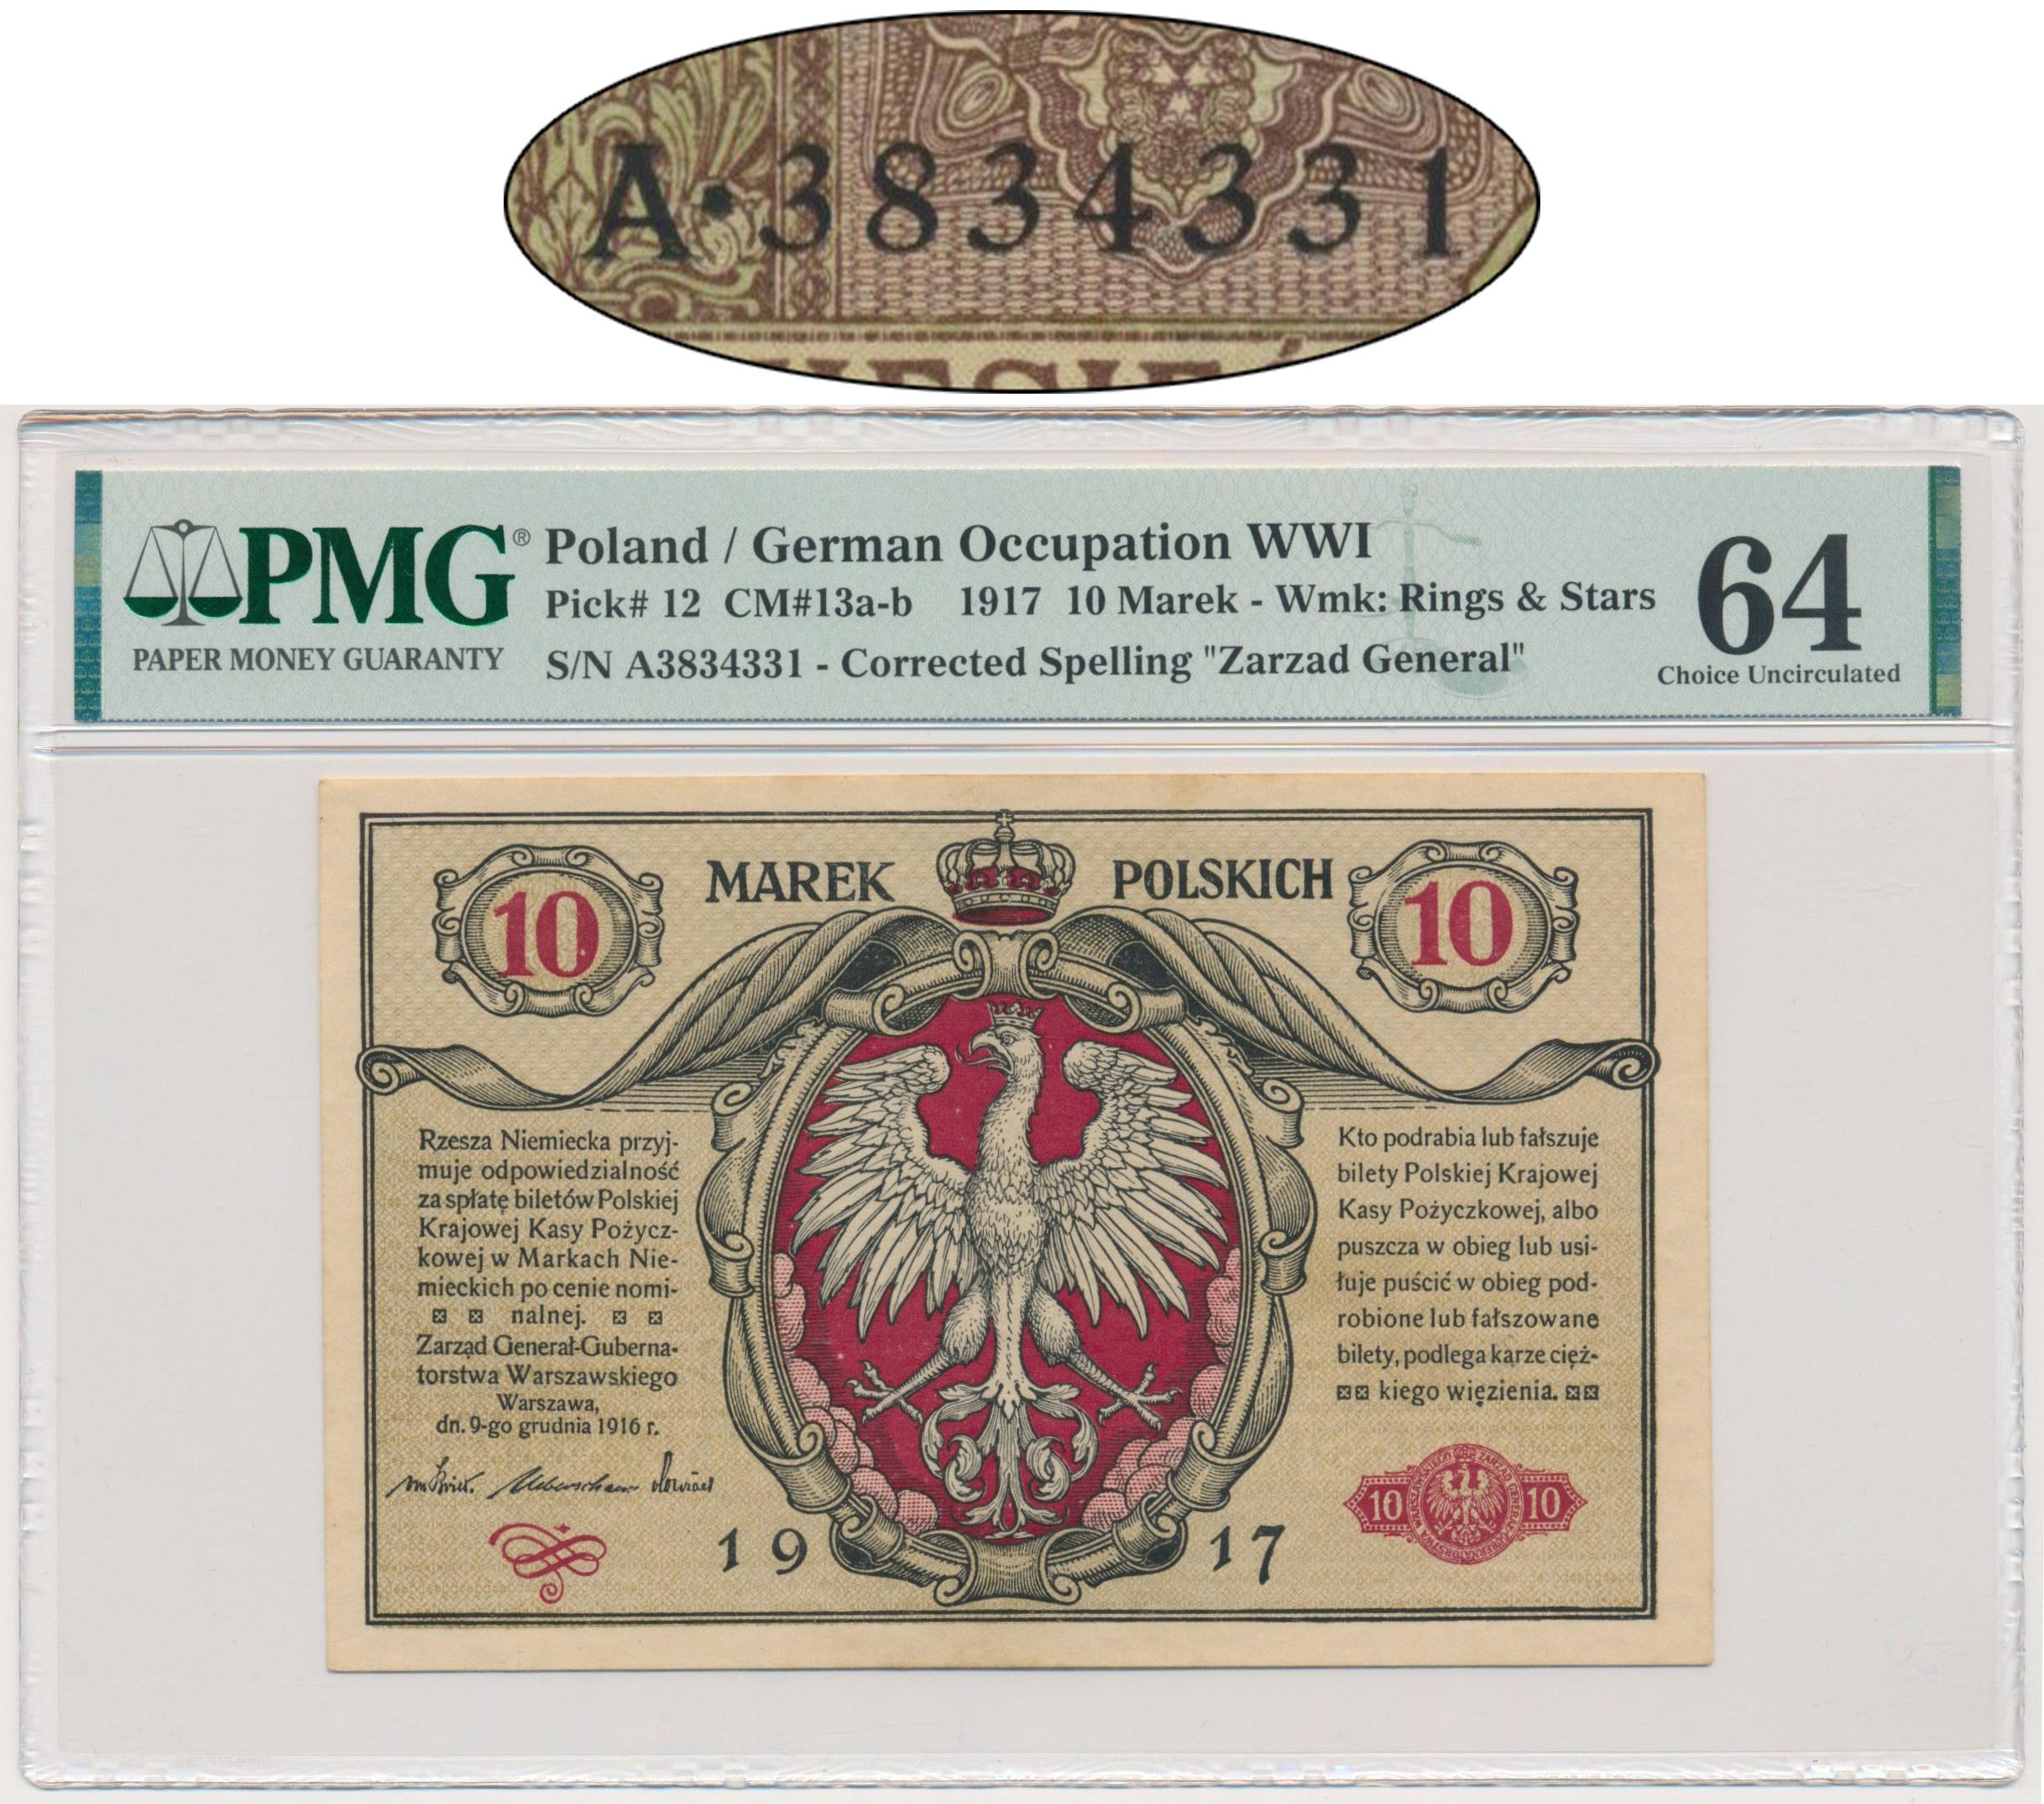 A•3834331
PMG® Poland / German Occupation WWI
PAPER MONEY GUARANTY
Pick# 12 CM#13a-b 1917 10 Marek - Wmk: Rings & Stars
S/N A3834331 - Corrected Spelling "Zarzad General"
64
Choice Uncirculated
10 MAREK POLSKICH 10
Rzesza Niemiecka przyj-
muje odpowiedzialność
za spłatę biletów Polskiej
Krajowej Kasy Pożycz-
kowej w Markach Nie-
mieckich po cenie nomi-
nalnej.
Zarząd Generał-Guberna-
torstwa Warszawskiego
Warszawa,
dn. 9-go grudnia 1916 r.
Kto podrabia lub fałszuje
bilety Polskiej Krajowej
Kasy Pożyczkowej, albo
puszcza w obieg lub usi-
łuje puścić w obieg pod-
robione lub fałszowane
bilety, podlega karze cięż-
kiego więzienia.
1917
10 10